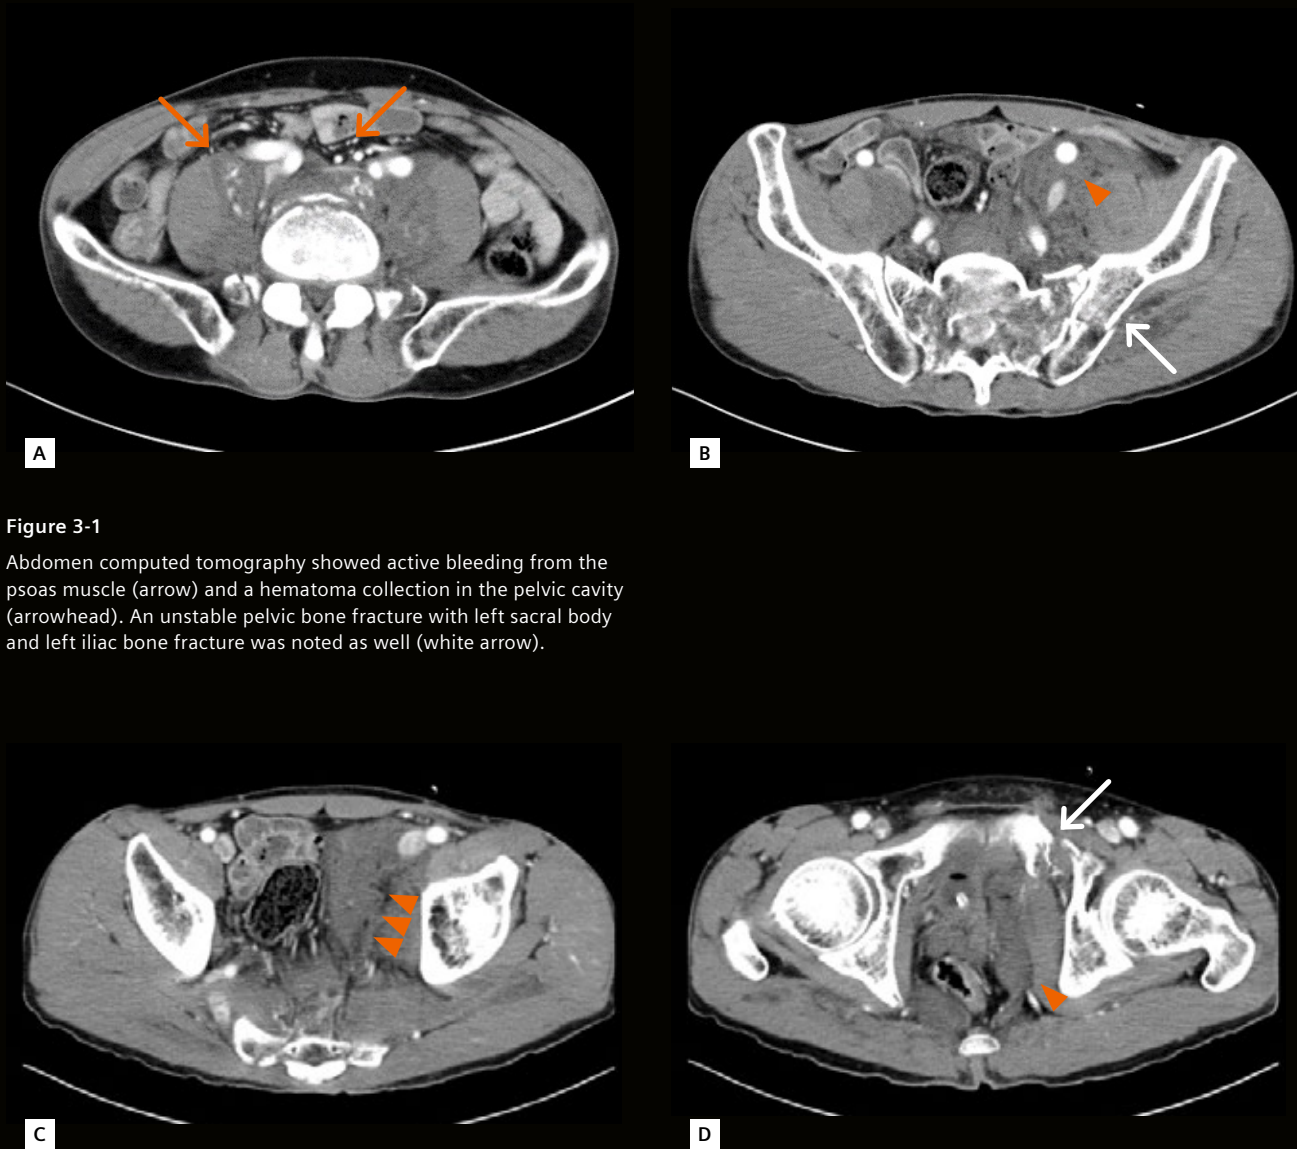 A
B
Figure 3-1
Abdomen computed tomography showed active bleeding from the
psoas muscle (arrow) and a hematoma collection in the pelvic cavity
(arrowhead). An unstable pelvic bone fracture with left sacral body
and left iliac bone fracture was noted as well (white arrow).
C
D